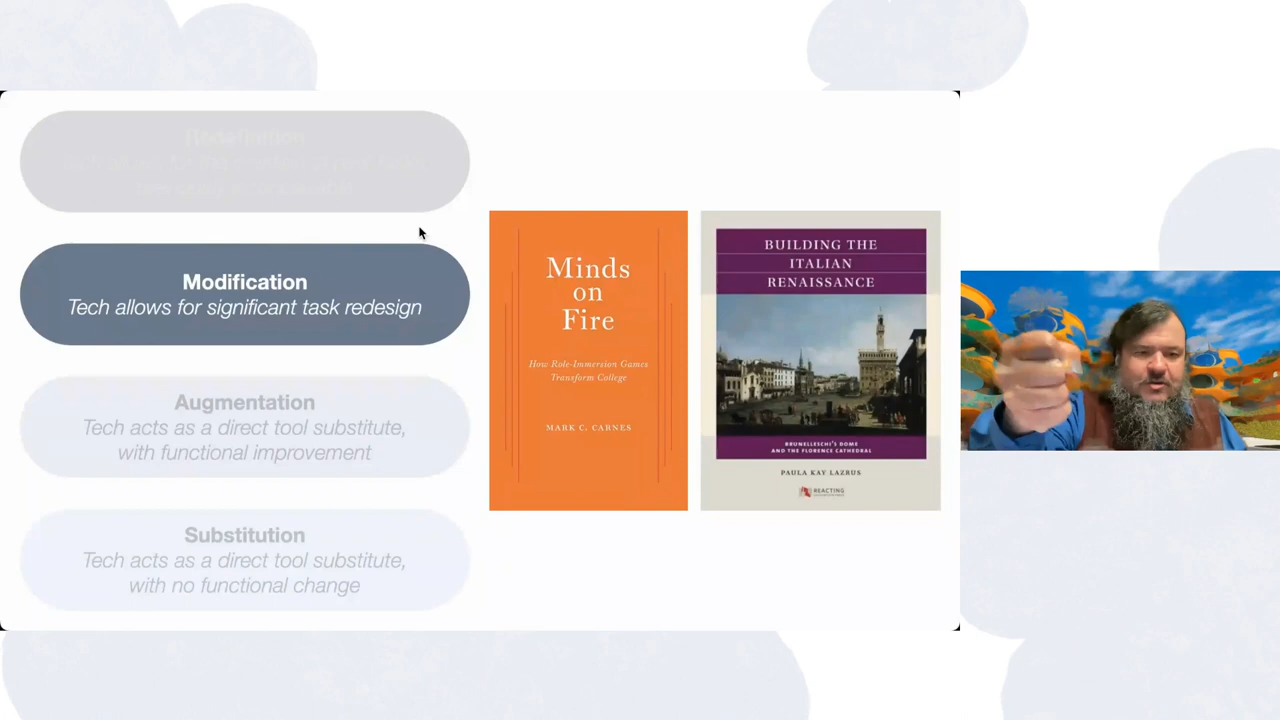 Redefinition
Modification
Tech allows for significant task redesign
Augmentation
Tech acts as a direct tool substitute,
with functional improvement
Substitution
Tech acts as a direct tool substitute,
with no functional change
Minds
on
Fire
How Role-Immersion Games
Transform College
MARK C. CARNES
BUILDING THE
ITALIAN
RENAISSANCE
BRUNELLESCHI'S DOME
AND THE FLORENCE CATHEDRAL
PAULA KAY LAZRUS
REACTING